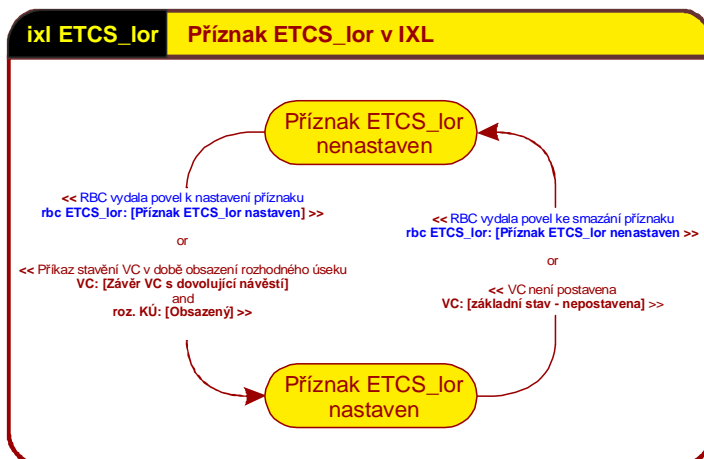 ixl ETCS_lor
Příznak ETCS_lor v IXL
Příznak ETCS_lor
nenastaven
<< RBC vydala povel k nastavení příznaku
rbc ETCS_lor: [Příznak ETCS_lor nastaven] >>
or
<< Příkaz stavění VC v době obsazení rozhodného úseku
VC: [Závěr VC s dovolující návěstí]
and
roz. KÚ: [Obsazený] >>
<< RBC vydala povel ke smazání příznaku
rbc ETCS_lor: [Příznak ETCS_lor nenastaven >>
or
<< VC není postavena
VC: [základní stav - nepostavena] >>
Příznak ETCS_lor
nastaven